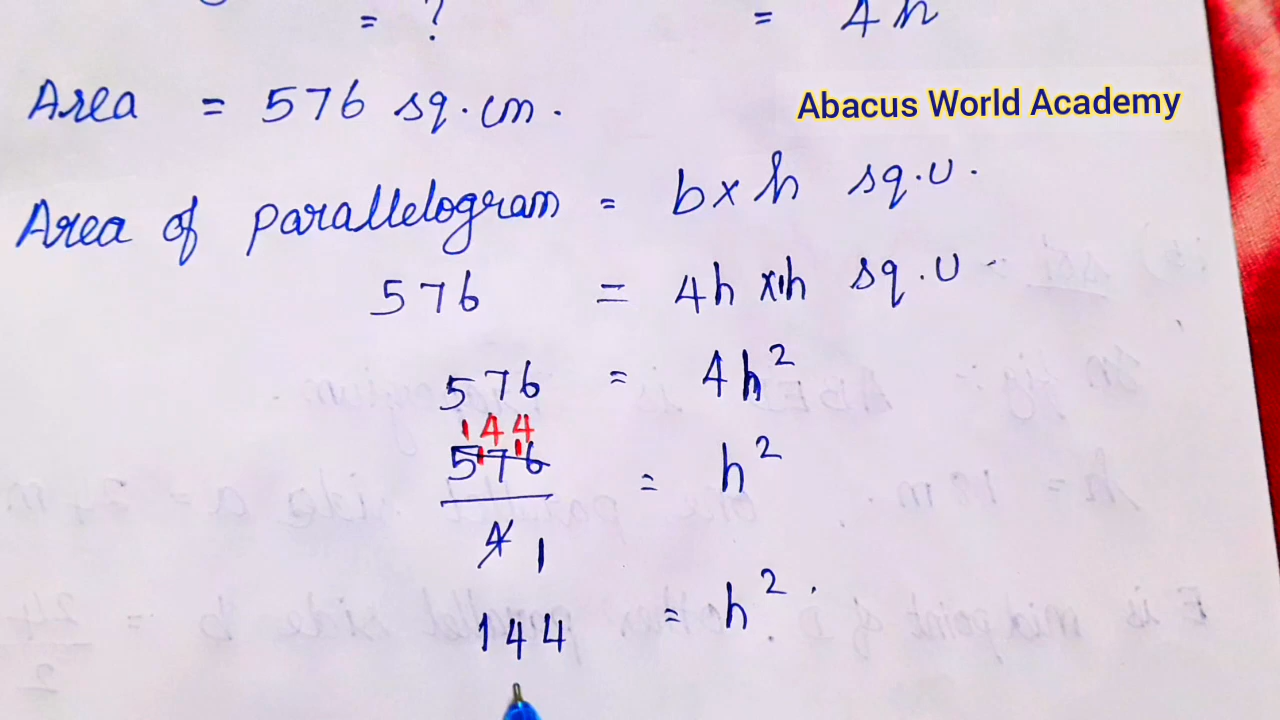 = ? = 4h
Area = 576 sq.cm.
Abacus World Academy
Area of parallelogram = b x h sq.u.
576 = 4h x h sq.u.
576 = 4h²
144
576 = h²
4 1
144 = h²